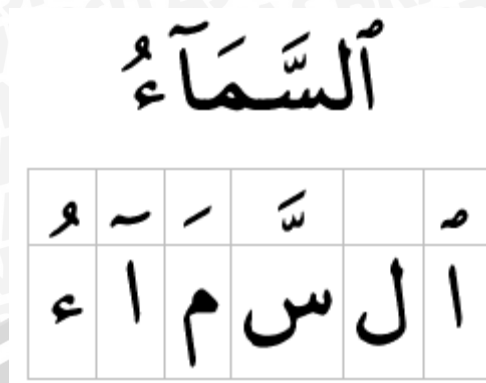 ٱلسَّمَآءُ
ٱ ل سَّ مَ آ ءُ